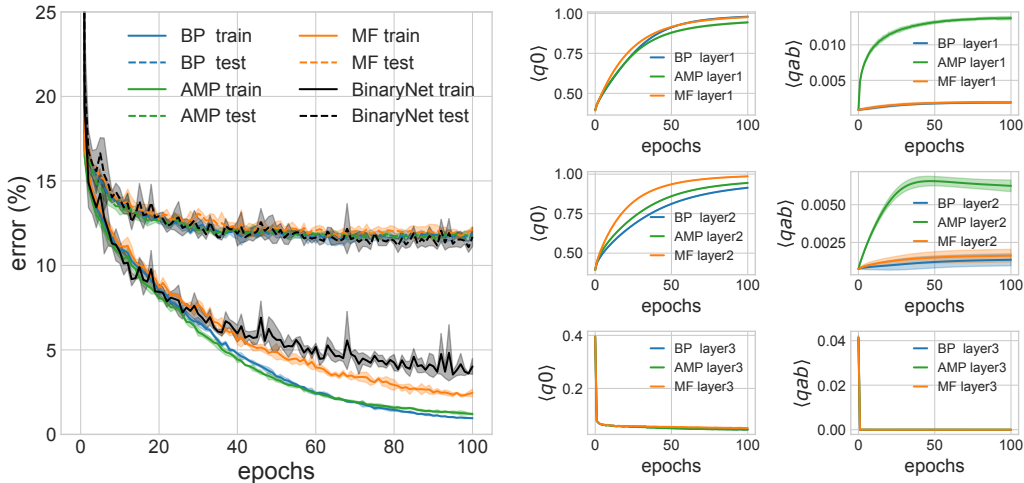 error (%)
25
20
15
10
5
0
BP train
BP test
AMP train
AMP test
MF train
MF test
BinaryNet train
BinaryNet test
0 20 40 60 80 100
epochs
⟨q0⟩
1.00
0.75
0.50
BP layer1
AMP layer1
MF layer1
0 50 100
epochs
⟨qab⟩
0.010
0.005
BP layer1
AMP layer1
MF layer1
0 50 100
epochs
⟨q0⟩
1.00
0.75
0.50
BP layer2
AMP layer2
MF layer2
0 50 100
epochs
⟨qab⟩
0.0050
0.0025
BP layer2
AMP layer2
MF layer2
0 50 100
epochs
⟨q0⟩
0.4
0.2
BP layer3
AMP layer3
MF layer3
0 50 100
epochs
⟨qab⟩
0.04
0.02
0.00
BP layer3
AMP layer3
MF layer3
0 50 100
epochs